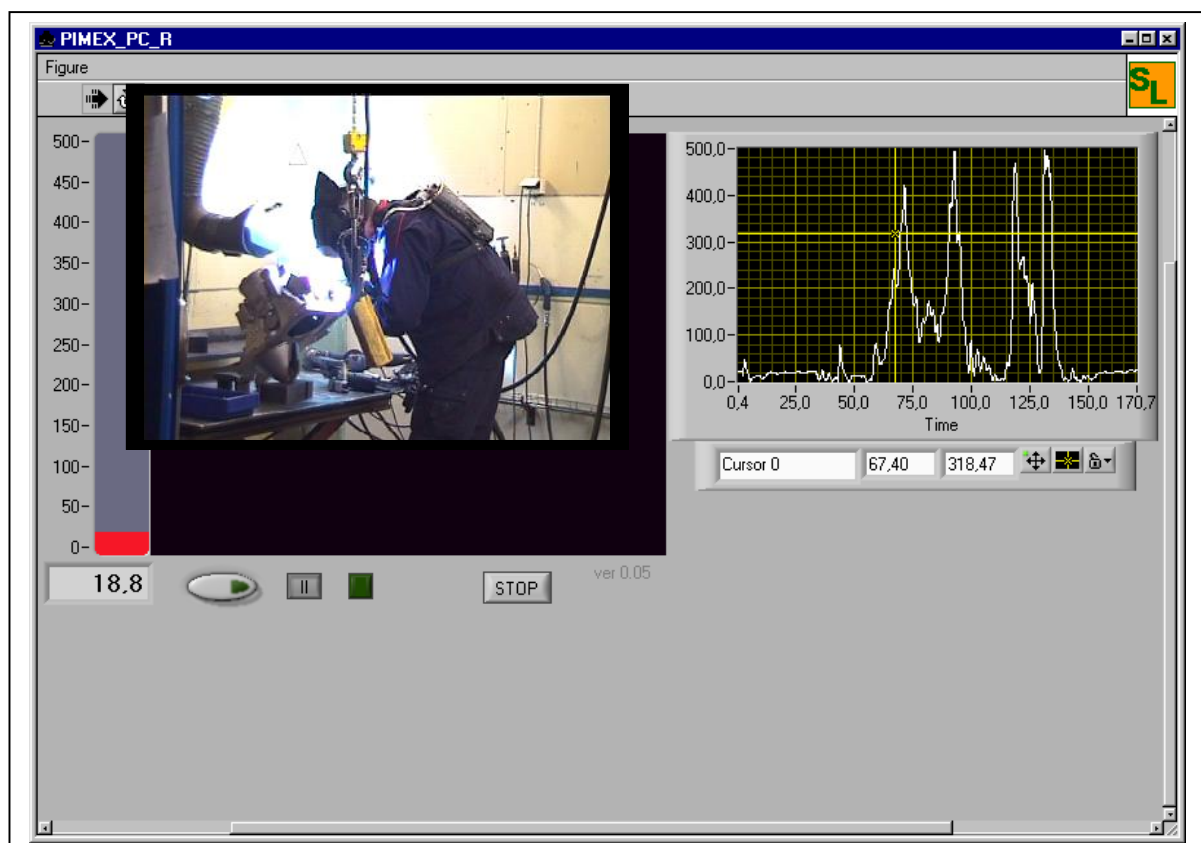 PIMEX_PC_R
Figure
SL
500-
450-
400-
350-
300-
250-
200-
150-
100-
50-
0-
18,8
STOP
ver 0.05
500,0-
400,0-
300,0-
200,0-
100,0-
0,0-
0,4 25,0 50,0 75,0 100,0 125,0 150,0 170,7
Time
Cursor 0 67,40 318,47